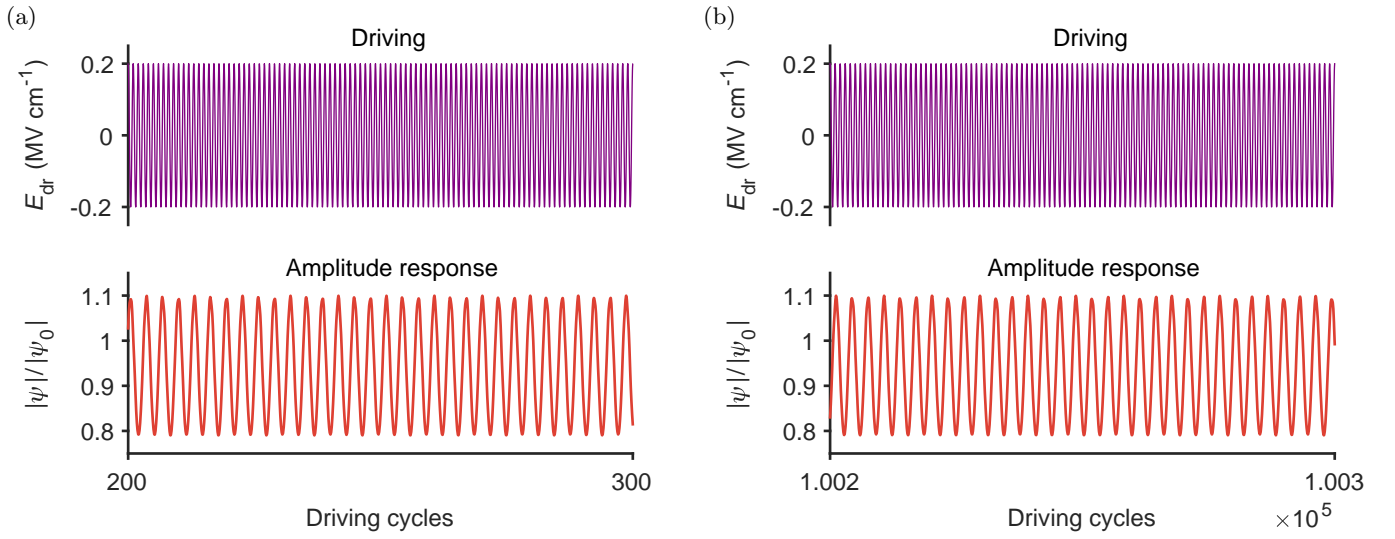 (a)
Driving
0.2
0
-0.2
E_dr (MV cm^-1)
Amplitude response
1.1
1
0.9
0.8
|ψ|/|ψ_0|
200
300
Driving cycles
(b)
Driving
0.2
0
-0.2
E_dr (MV cm^-1)
Amplitude response
1.1
1
0.9
0.8
|ψ|/|ψ_0|
1.002
1.003
Driving cycles
×10^5